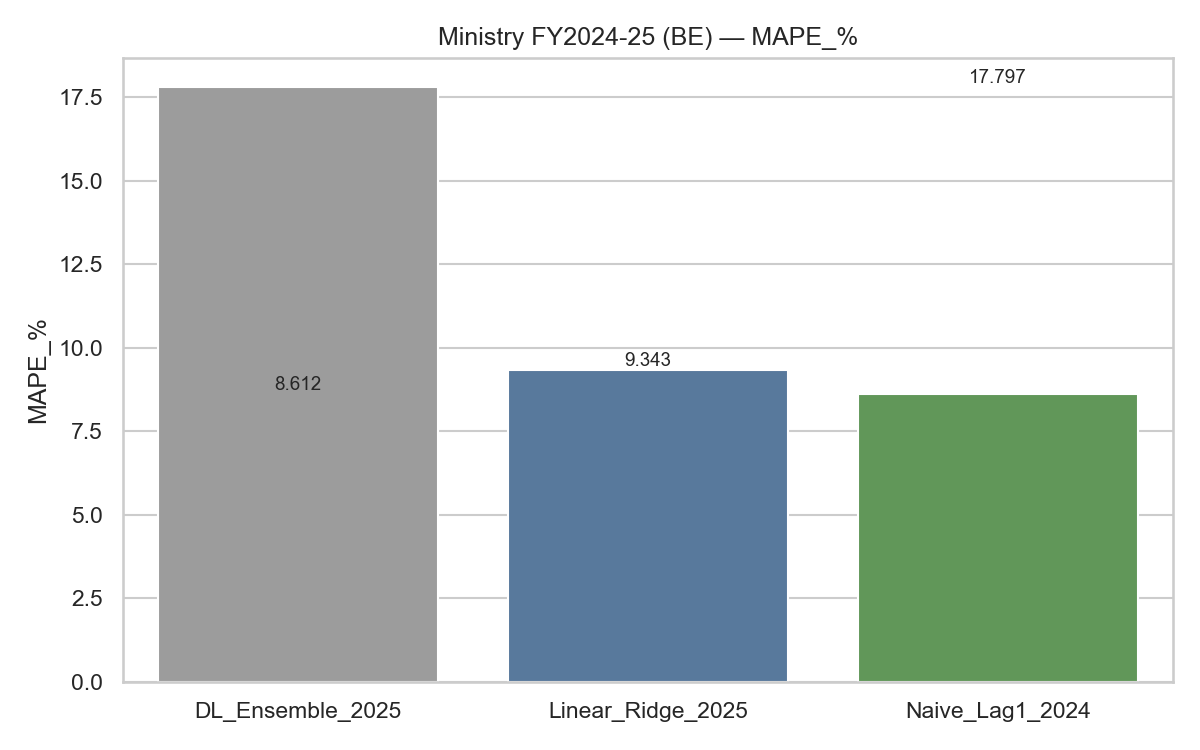 Ministry FY2024-25 (BE) — MAPE_%
17.797
17.5
15.0
12.5
10.0
9.343
8.612
7.5
5.0
2.5
0.0
MAPE_%
DL_Ensemble_2025
Linear_Ridge_2025
Naive_Lag1_2024